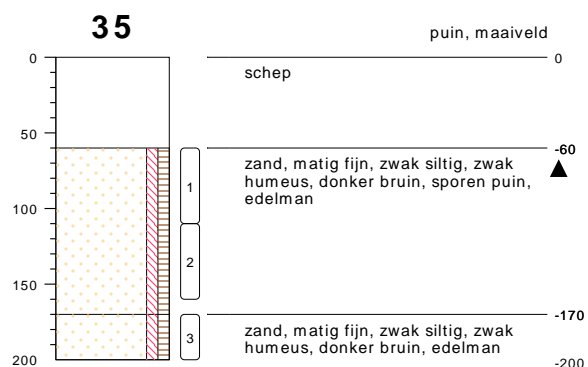 35
puin, maaiveld
0
0
schep
50
-60
zand, matig fijn, zwak siltig, zwak
humeus, donker bruin, sporen puin,
edelman
1
100
2
150
-170
zand, matig fijn, zwak siltig, zwak
humeus, donker bruin, edelman
3
200
-200